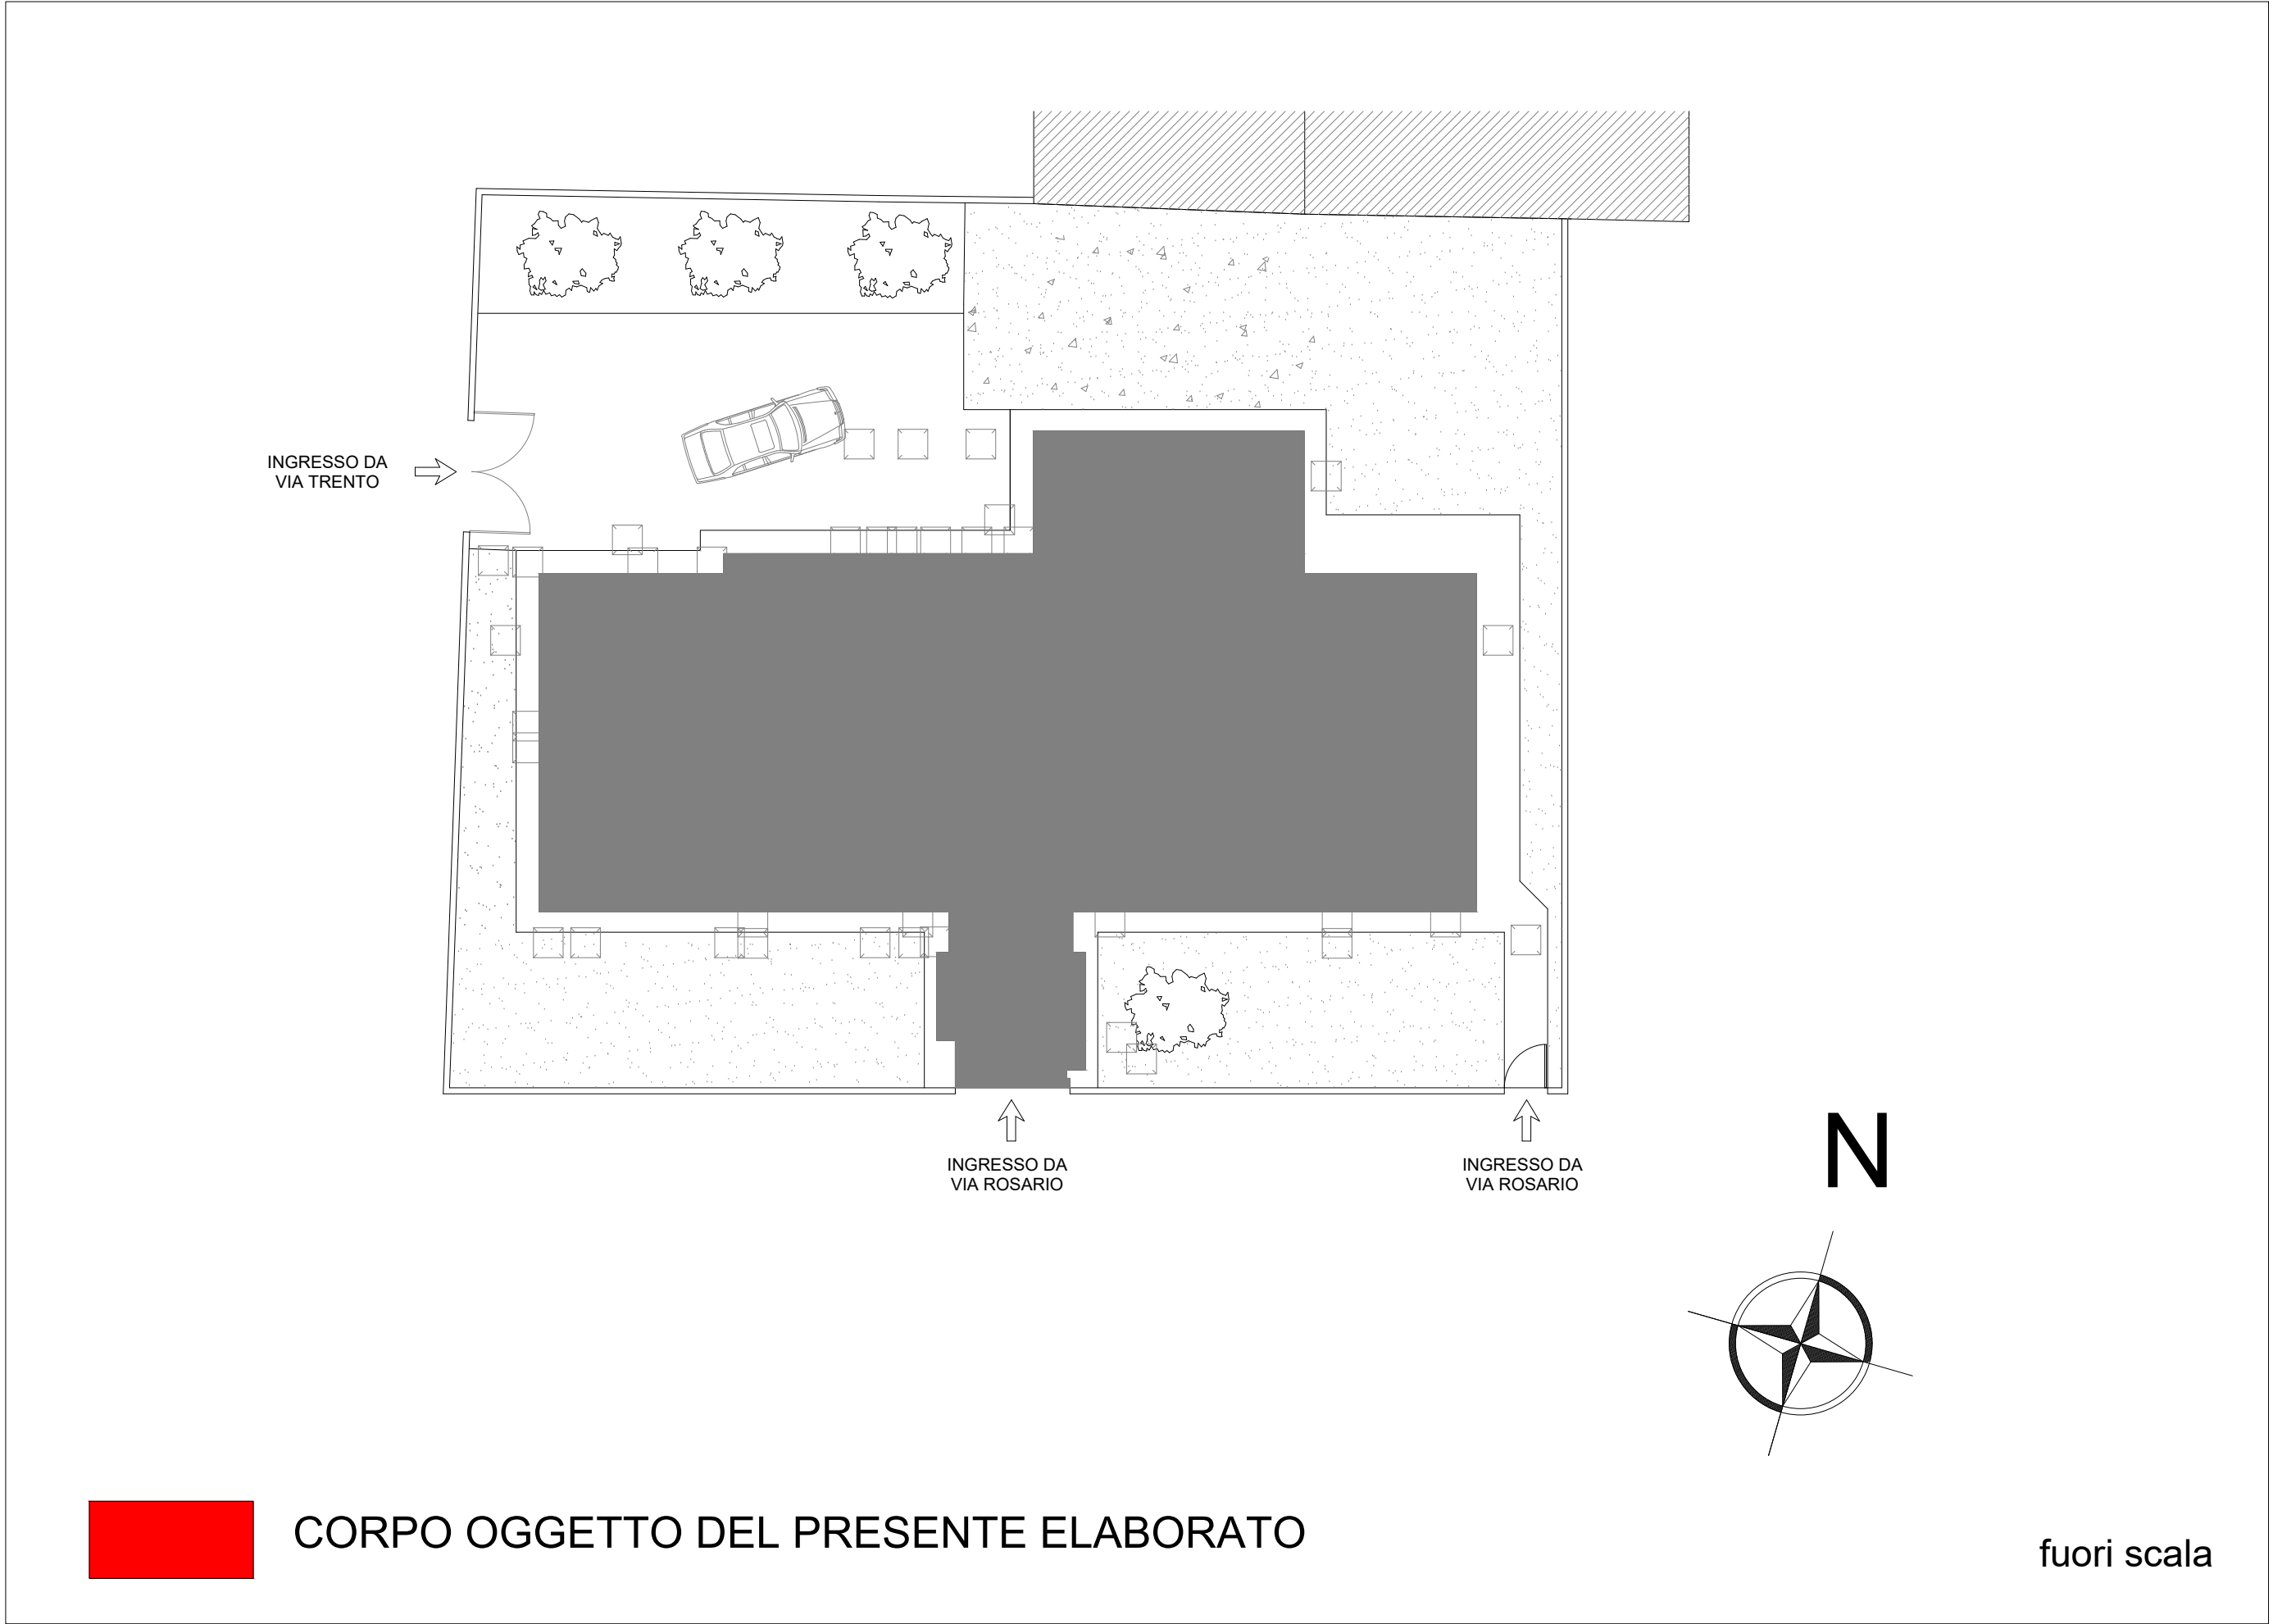 INGRESSO DA
VIA TRENTO
INGRESSO DA
VIA ROSARIO
INGRESSO DA
VIA ROSARIO
N
CORPO OGGETTO DEL PRESENTE ELABORATO
fuori scala